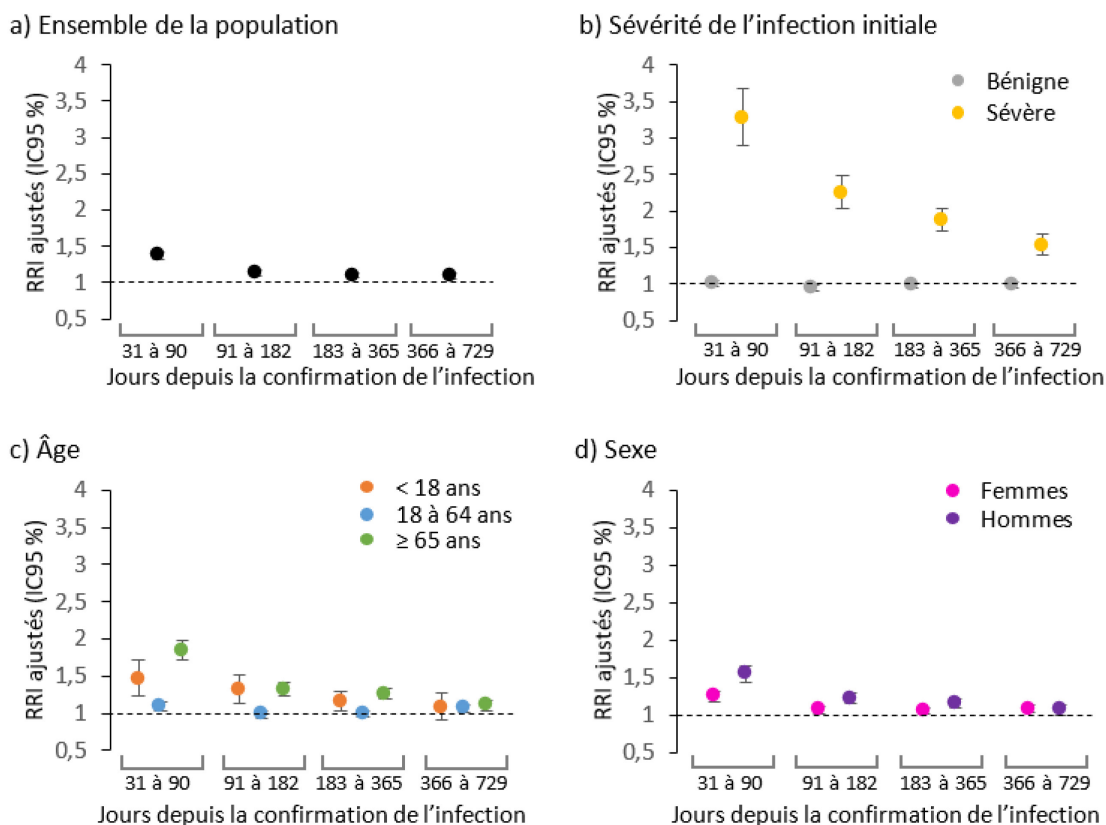 a) Ensemble de la population
4
3,5
3
2,5
2
1,5
1
0,5
RRI ajustés (IC95 %)
31 à 90
91 à 182
183 à 365
366 à 729
Jours depuis la confirmation de l’infection
b) Sévérité de l’infection initiale
Bénigne
Sévère
4
3,5
3
2,5
2
1,5
1
0,5
RRI ajustés (IC95 %)
31 à 90
91 à 182
183 à 365
366 à 729
Jours depuis la confirmation de l’infection
c) Âge
< 18 ans
18 à 64 ans
≥ 65 ans
4
3,5
3
2,5
2
1,5
1
0,5
RRI ajustés (IC95 %)
31 à 90
91 à 182
183 à 365
366 à 729
Jours depuis la confirmation de l’infection
d) Sexe
Femmes
Hommes
4
3,5
3
2,5
2
1,5
1
0,5
RRI ajustés (IC95 %)
31 à 90
91 à 182
183 à 365
366 à 729
Jours depuis la confirmation de l’infection